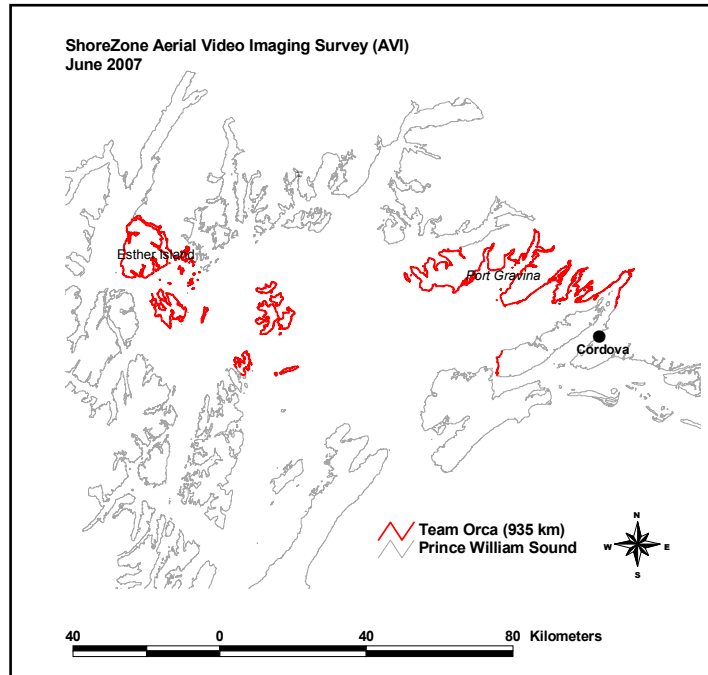 ShoreZone Aerial Video Imaging Survey (AVI)
June 2007
Esther Island
Port Gravina
Cordova
Team Orca (935 km)
Prince William Sound
N
W E
S
40 0 40 80 Kilometers